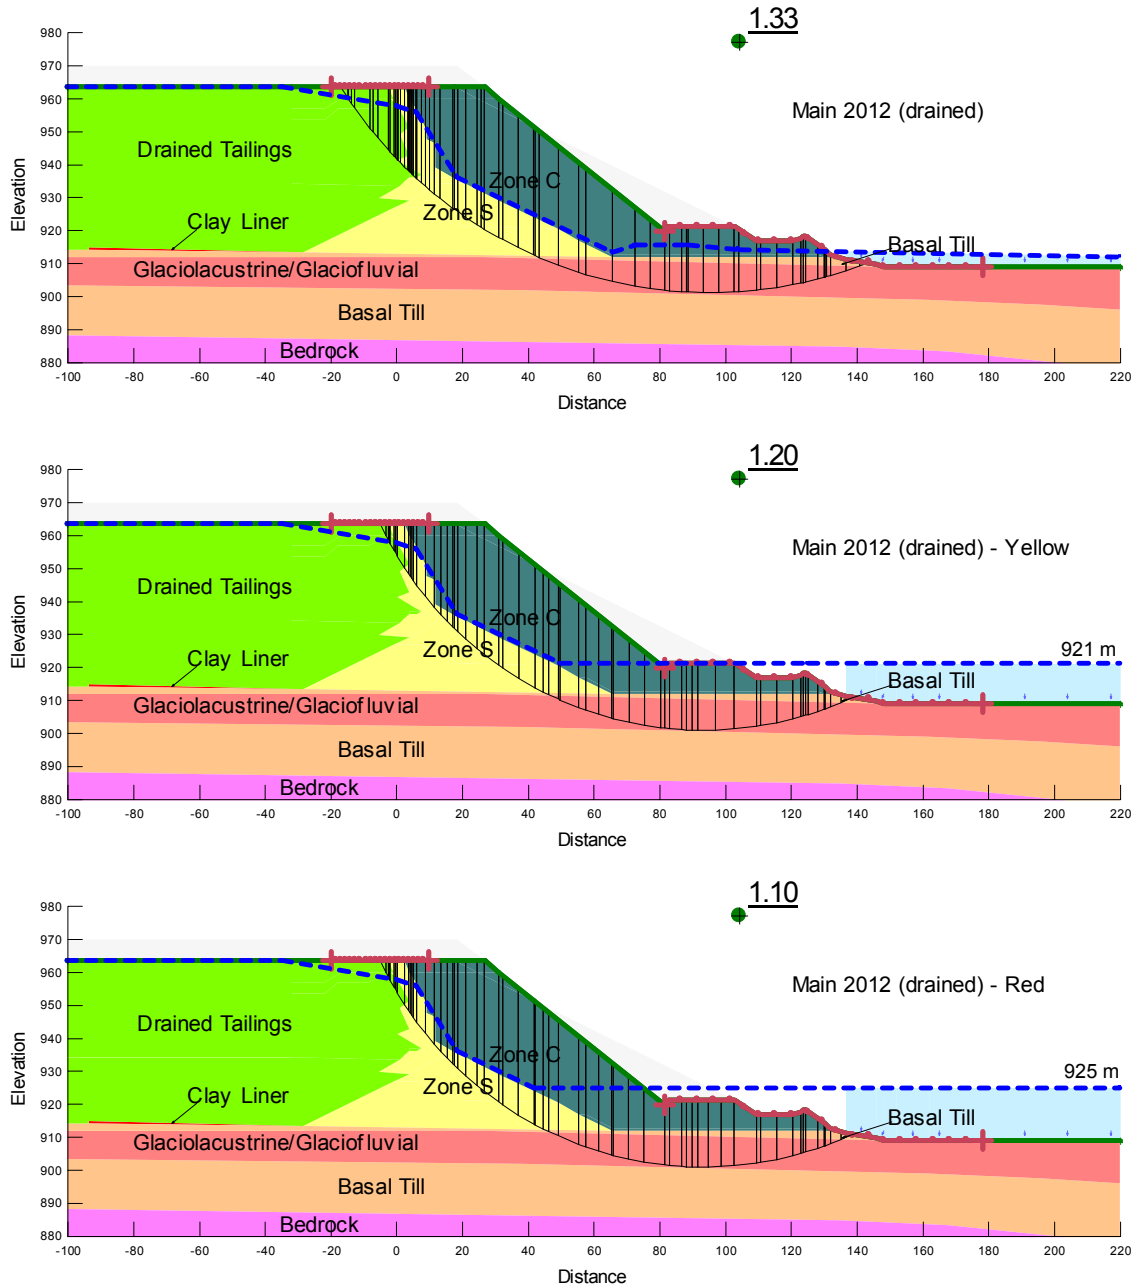 1.33
980
970
960
950
940
930
920
910
900
890
880
Elevation
Main 2012 (drained)
Drained Tailings
Zone C
Zone S
Clay Liner
Basal Till
Glaciolacustrine/Glaciofluvial
Basal Till
Bedrock
-100 -80 -60 -40 -20 0 20 40 60 80 100 120 140 160 180 200 220
Distance
1.20
980
970
960
950
940
930
920
910
900
890
880
Elevation
Main 2012 (drained) - Yellow
Drained Tailings
Zone C
Zone S
921 m
Clay Liner
Basal Till
Glaciolacustrine/Glaciofluvial
Basal Till
Bedrock
-100 -80 -60 -40 -20 0 20 40 60 80 100 120 140 160 180 200 220
Distance
1.10
980
970
960
950
940
930
920
910
900
890
880
Elevation
Main 2012 (drained) - Red
Drained Tailings
Zone C
Zone S
925 m
Clay Liner
Basal Till
Glaciolacustrine/Glaciofluvial
Basal Till
Bedrock
-100 -80 -60 -40 -20 0 20 40 60 80 100 120 140 160 180 200 220
Distance